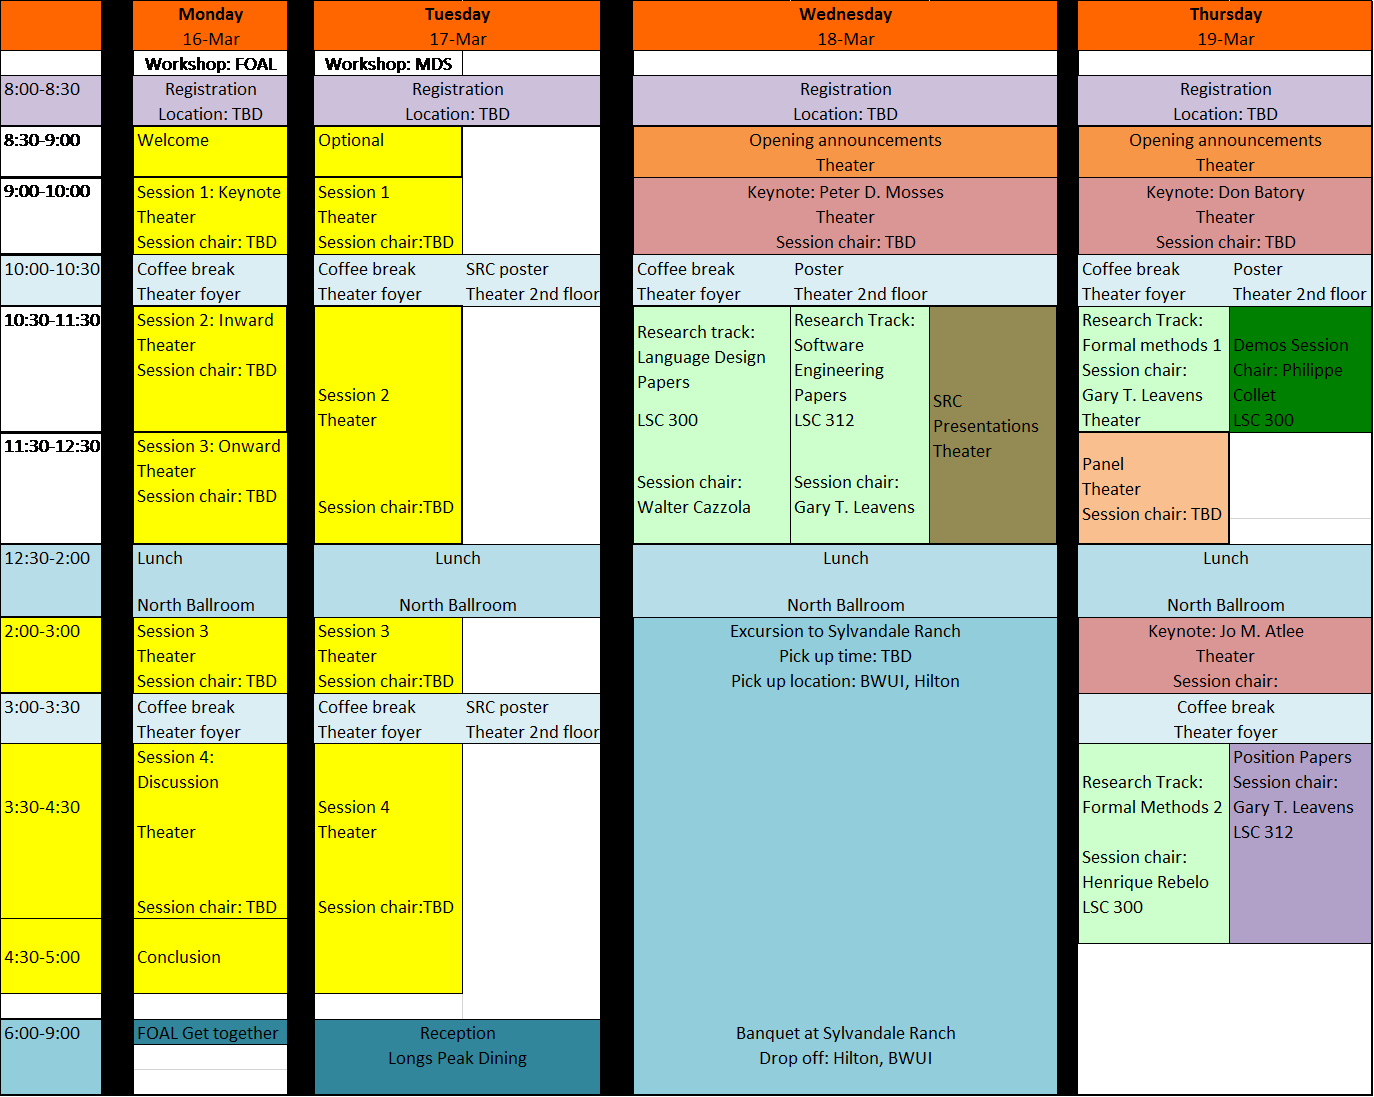 Monday
16-Mar
Tuesday
17-Mar
Wednesday
18-Mar
Thursday
19-Mar
Workshop: FOAL
Workshop: MDS
8:00-8:30
Registration
Location: TBD
Registration
Location: TBD
Registration
Location: TBD
Registration
Location: TBD
8:30-9:00
Welcome
Optional
Opening announcements
Theater
Opening announcements
Theater
9:00-10:00
Session 1: Keynote
Theater
Session chair: TBD
Session 1
Theater
Session chair:TBD
Keynote: Peter D. Mosses
Theater
Session chair: TBD
Keynote: Don Batory
Theater
Session chair: TBD
10:00-10:30
Coffee break
Theater foyer
Coffee break
Theater foyer
SRC poster
Theater 2nd floor
Coffee break
Theater foyer
Poster
Theater 2nd floor
Coffee break
Theater foyer
Poster
Theater 2nd floor
10:30-11:30
Session 2: Inward
Theater
Session chair: TBD
Session 2
Theater
Session chair:TBD
Research track:
Language Design
Papers
LSC 300
Session chair:
Walter Cazzola
Research Track:
Software
Engineering
Papers
LSC 312
Session chair:
Gary T. Leavens
SRC
Presentations
Theater
Research Track:
Formal methods 1
Session chair:
Gary T. Leavens
Theater
Demos Session
Chair: Philippe
Collet
LSC 300
11:30-12:30
Session 3: Onward
Theater
Session chair: TBD
Panel
Theater
Session chair: TBD
12:30-2:00
Lunch
North Ballroom
Lunch
North Ballroom
Lunch
North Ballroom
Lunch
North Ballroom
2:00-3:00
Session 3
Theater
Session chair: TBD
Session 3
Theater
Session chair:TBD
Excursion to Sylvandale Ranch
Pick up time: TBD
Pick up location: BWUI, Hilton
Keynote: Jo M. Atlee
Theater
Session chair:
3:00-3:30
Coffee break
Theater foyer
Coffee break
Theater foyer
SRC poster
Theater 2nd floor
Coffee break
Theater foyer
3:30-4:30
Session 4:
Discussion
Theater
Session chair: TBD
Session 4
Theater
Session chair:TBD
Research Track:
Formal Methods 2
Session chair:
Henrique Rebelo
LSC 300
Position Papers
Session chair:
Gary T. Leavens
LSC 312
4:30-5:00
Conclusion
6:00-9:00
FOAL Get together
Reception
Longs Peak Dining
Banquet at Sylvandale Ranch
Drop off: Hilton, BWUI